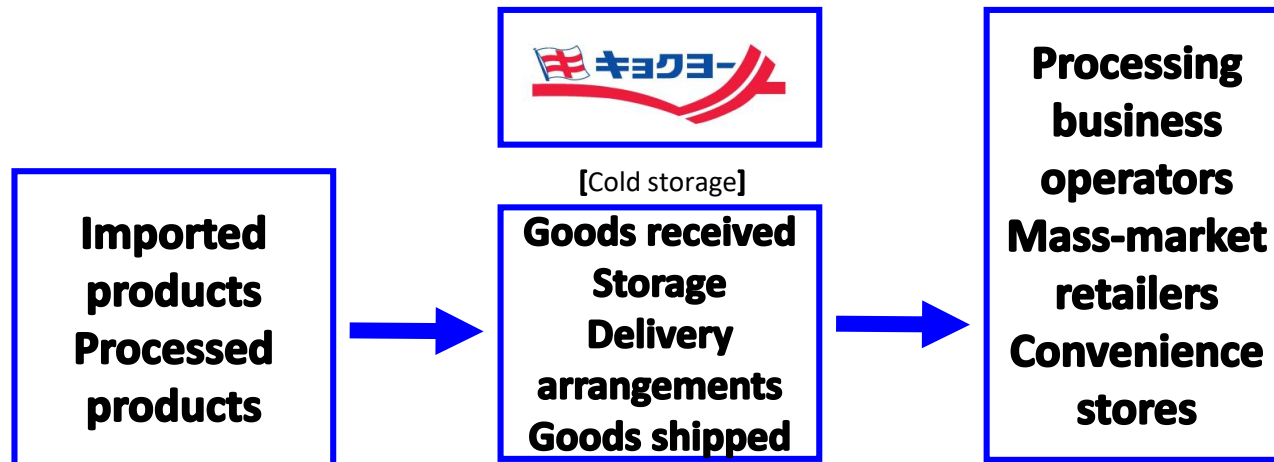 Imported
products
Processed
products
キョクヨー
[Cold storage]
Goods received
Storage
Delivery
arrangements
Goods shipped
Processing
business
operators
Mass-market
retailers
Convenience
stores